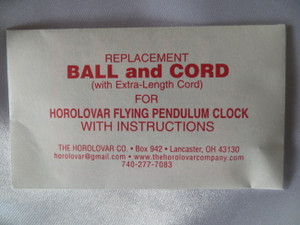 REPLACEMENT
BALL and CORD
(with Extra-Length Cord)
FOR
HOROLOVAR FLYING PENDULUM CLOCK
WITH INSTRUCTIONS
THE HOROLOVAR CO. • Box 942 • Lancaster, OH 43130
horolovar@gmail.com • www.thehorolovarcompany.com
740-277-7083